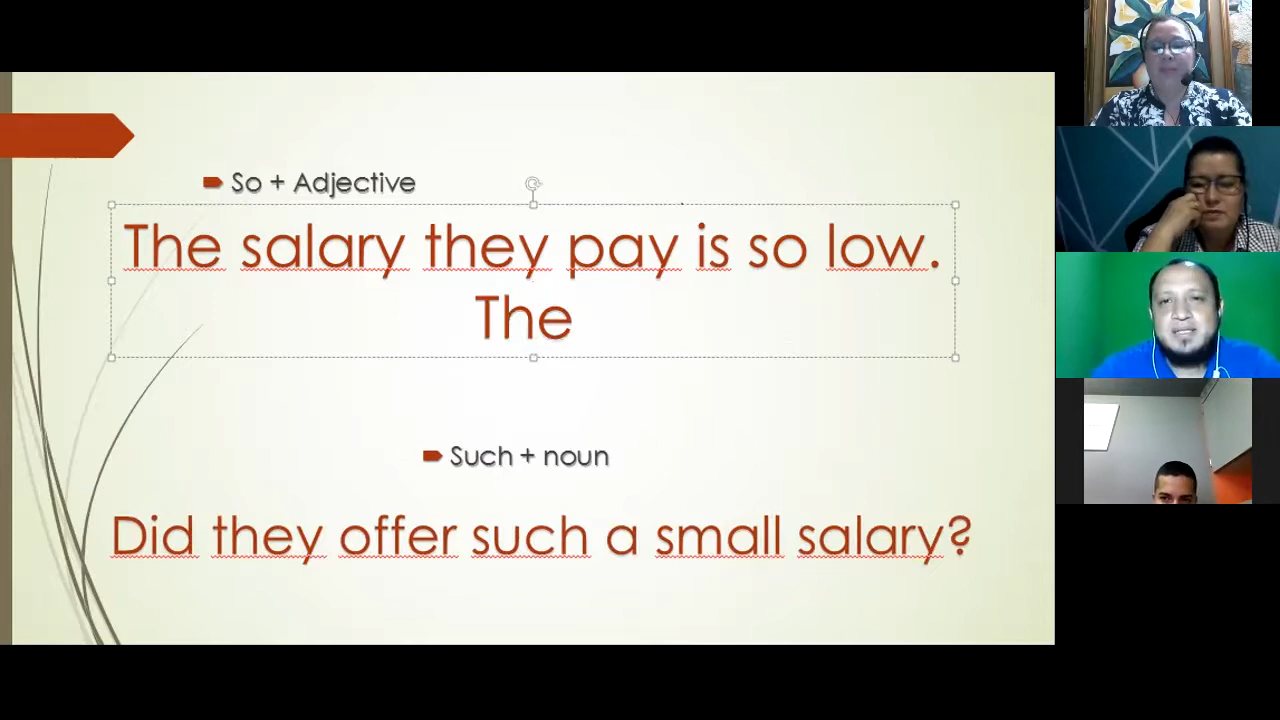 So + Adjective
The salary they pay is so low.
The
Such + noun
Did they offer such a small salary?